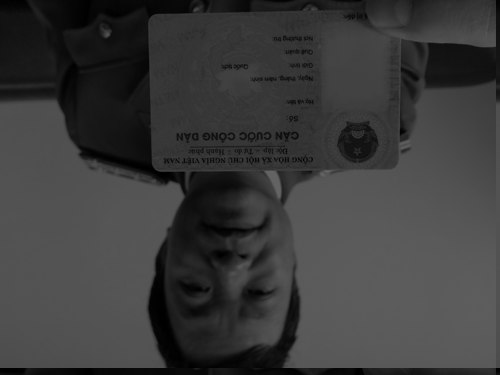 CỘNG HÒA XÃ HỘI CHỦ NGHĨA VIỆT NAM
Độc lập - Tự do - Hạnh phúc
CĂN CƯỚC CÔNG DÂN
Số:
Họ và tên:
Ngày, tháng, năm sinh:
Giới tính: Quốc tịch:
Quê quán:
Nơi thường trú: